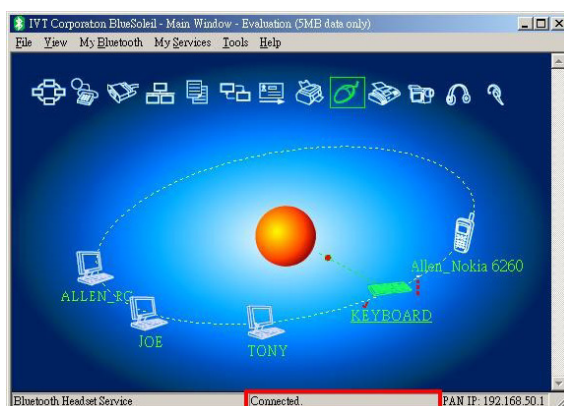 IVT Corporation BlueSoleil - Main Window - Evaluation (5MB data only)
File View My Bluetooth My Services Tools Help
Allen_Nokia 6260
ALLEN_PC
KEYBOARD
JOE
TONY
Bluetooth Headset Service Connected. PAN IP: 192.168.50.1